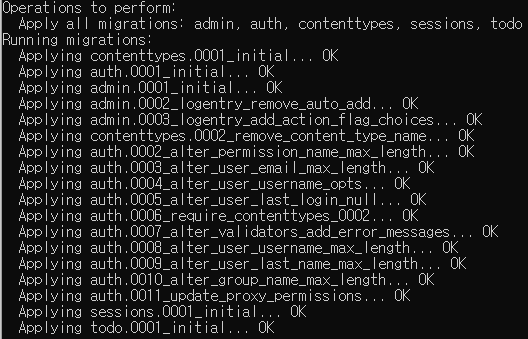 Operations to perform:
  Apply all migrations: admin, auth, contenttypes, sessions, todo
Running migrations:
  Applying contenttypes.0001_initial... OK
  Applying auth.0001_initial... OK
  Applying admin.0001_initial... OK
  Applying admin.0002_logentry_remove_auto_add... OK
  Applying admin.0003_logentry_add_action_flag_choices... OK
  Applying contenttypes.0002_remove_content_type_name... OK
  Applying auth.0002_alter_permission_name_max_length... OK
  Applying auth.0003_alter_user_email_max_length... OK
  Applying auth.0004_alter_user_username_opts... OK
  Applying auth.0005_alter_user_last_login_null... OK
  Applying auth.0006_require_contenttypes_0002... OK
  Applying auth.0007_alter_validators_add_error_messages... OK
  Applying auth.0008_alter_user_username_max_length... OK
  Applying auth.0009_alter_user_last_name_max_length... OK
  Applying auth.0010_alter_group_name_max_length... OK
  Applying auth.0011_update_proxy_permissions... OK
  Applying sessions.0001_initial... OK
  Applying todo.0001_initial... OK